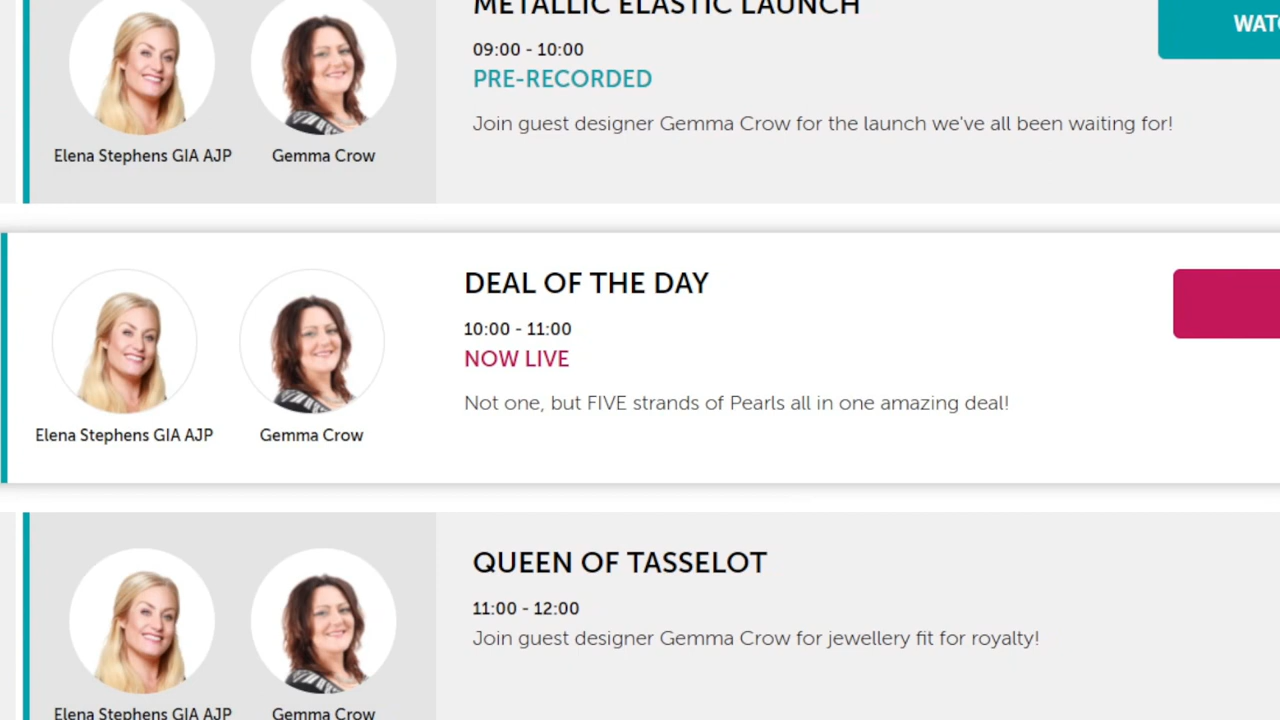 METALLIC ELASTIC LAUNCH
09:00 - 10:00
PRE-RECORDED
Join guest designer Gemma Crow for the launch we've all been waiting for!
Elena Stephens GIA AJP
Gemma Crow
DEAL OF THE DAY
10:00 - 11:00
NOW LIVE
Not one, but FIVE strands of Pearls all in one amazing deal!
Elena Stephens GIA AJP
Gemma Crow
QUEEN OF TASSELOT
11:00 - 12:00
Join guest designer Gemma Crow for jewellery fit for royalty!
Elena Stephens GIA AJP
Gemma Crow